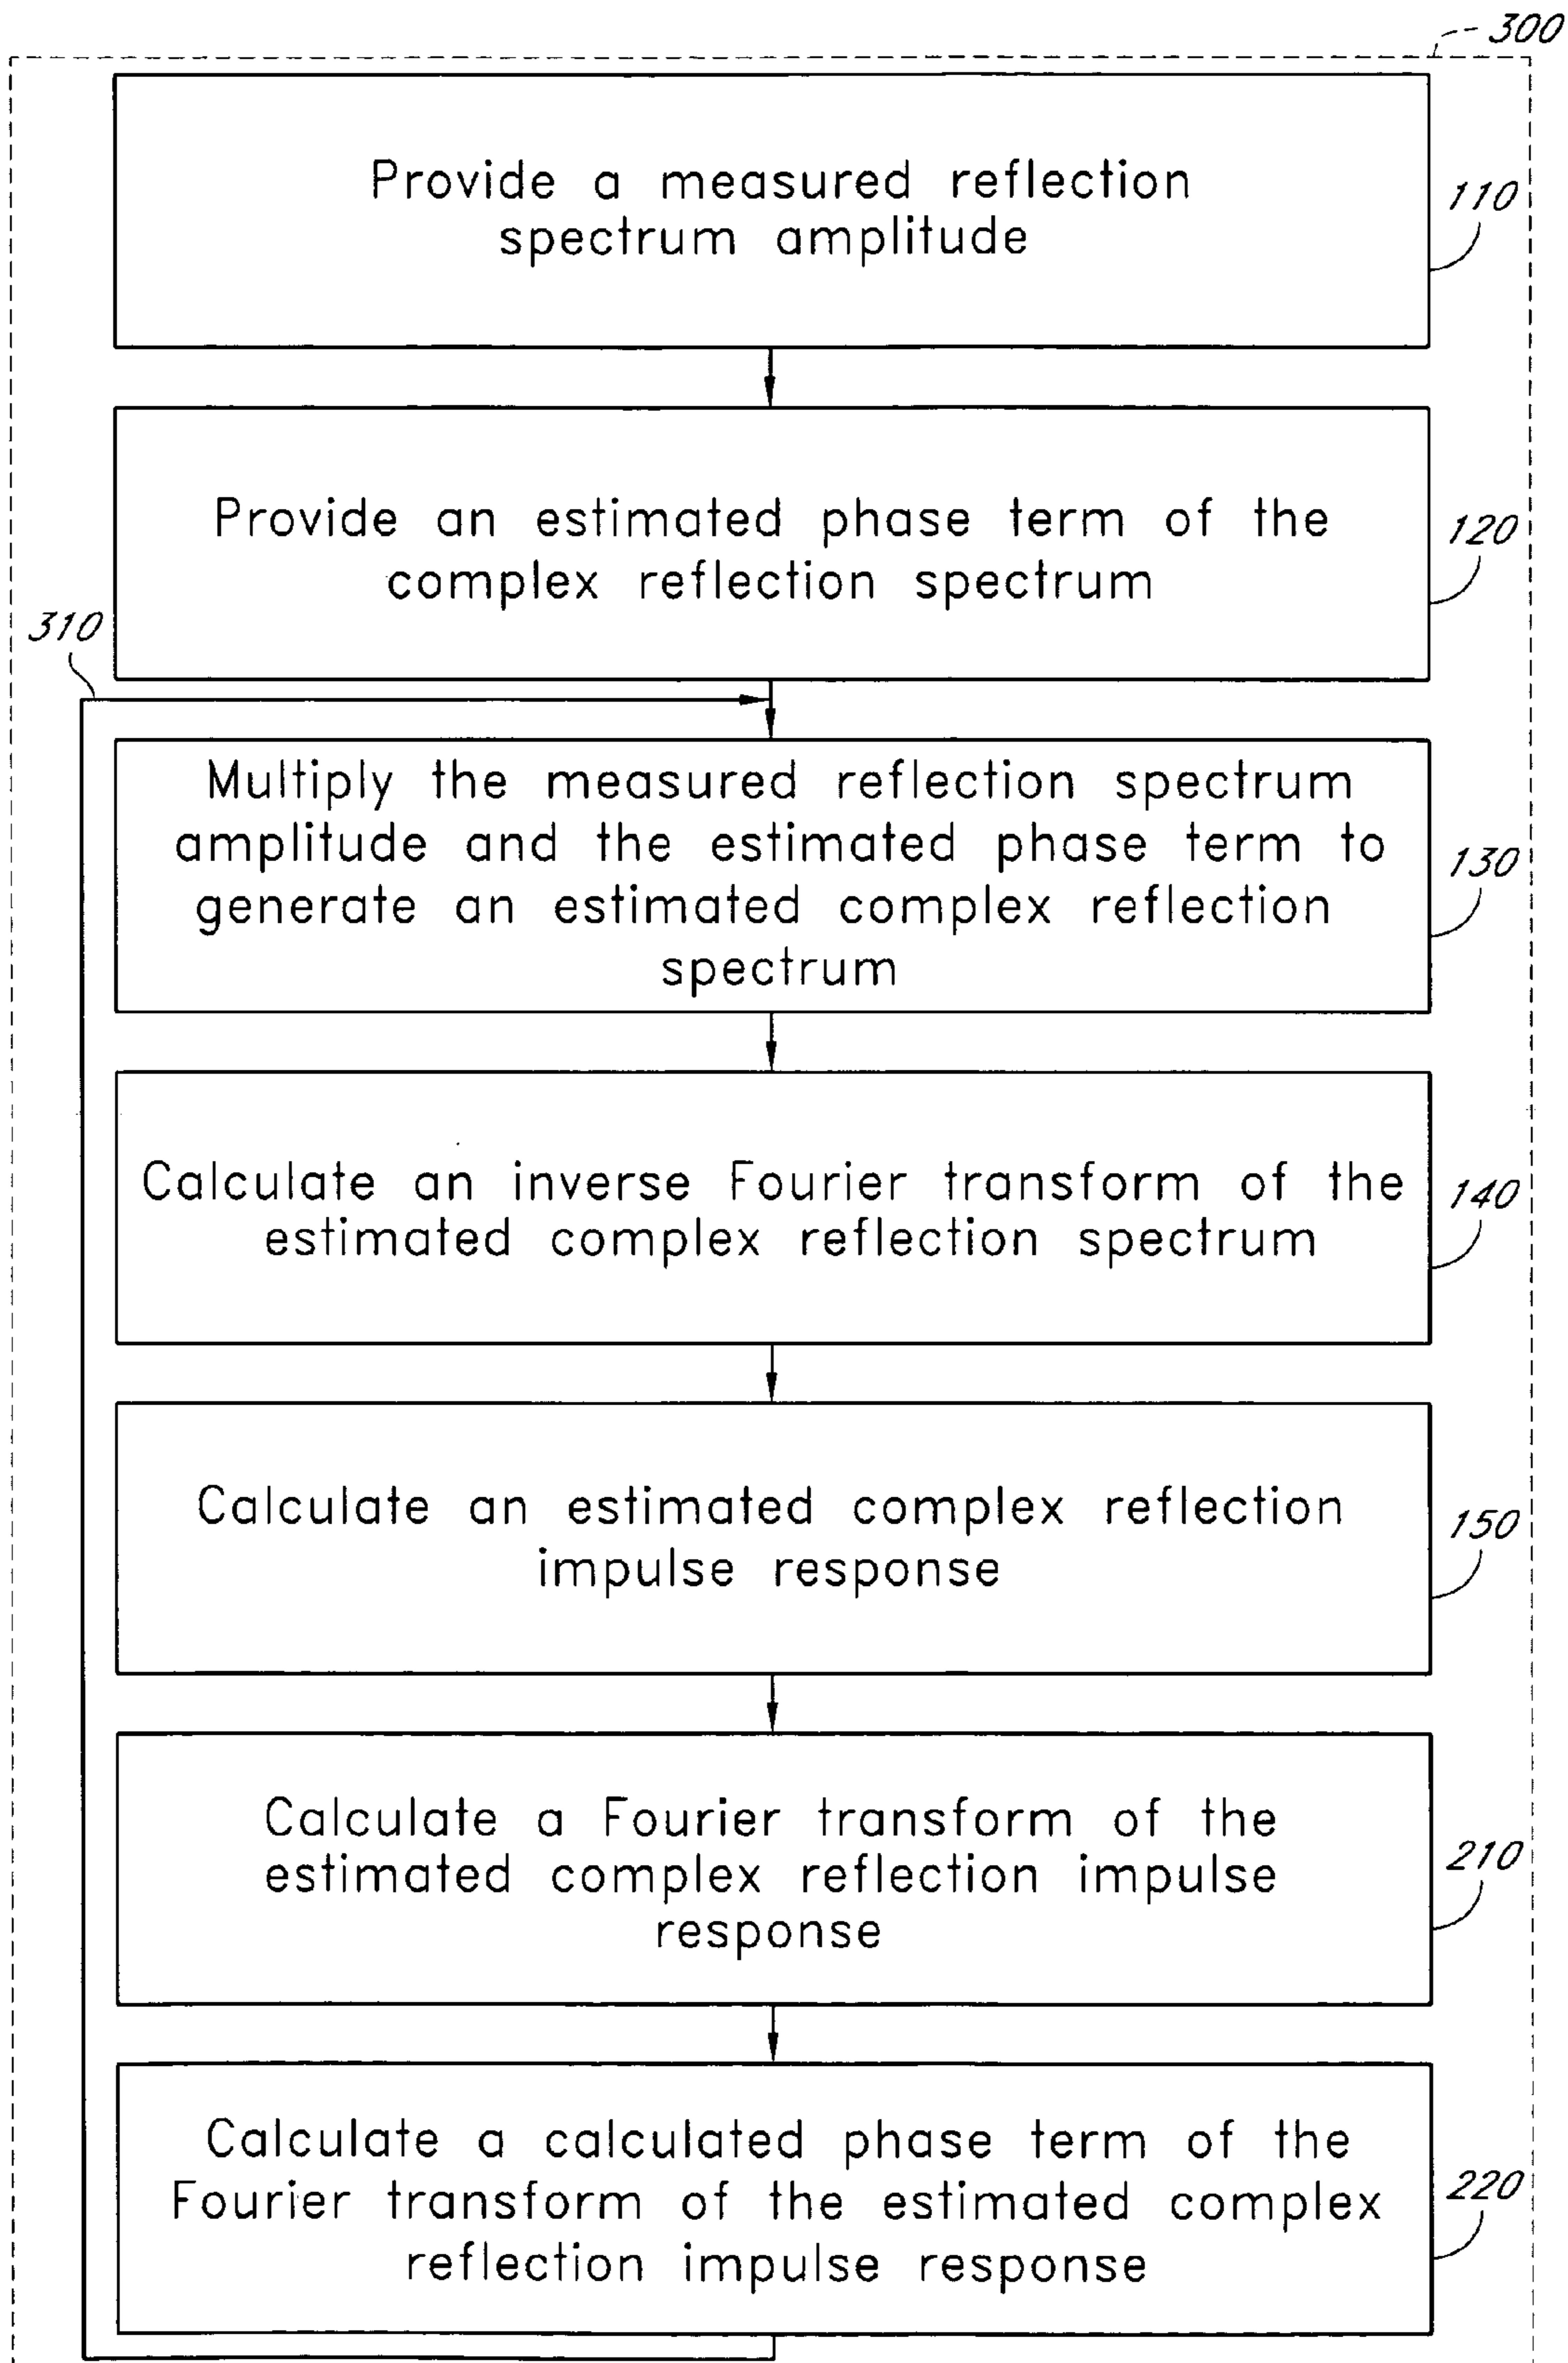 300
Provide a measured reflection
spectrum amplitude
110
Provide an estimated phase term of the
complex reflection spectrum
120
310
Multiply the measured reflection spectrum
amplitude and the estimated phase term to
generate an estimated complex reflection
spectrum
130
Calculate an inverse Fourier transform of the
estimated complex reflection spectrum
140
Calculate an estimated complex reflection
impulse response
150
Calculate a Fourier transform of the
estimated complex reflection impulse
response
210
Calculate a calculated phase term of the
Fourier transform of the estimated complex
reflection impulse response
220